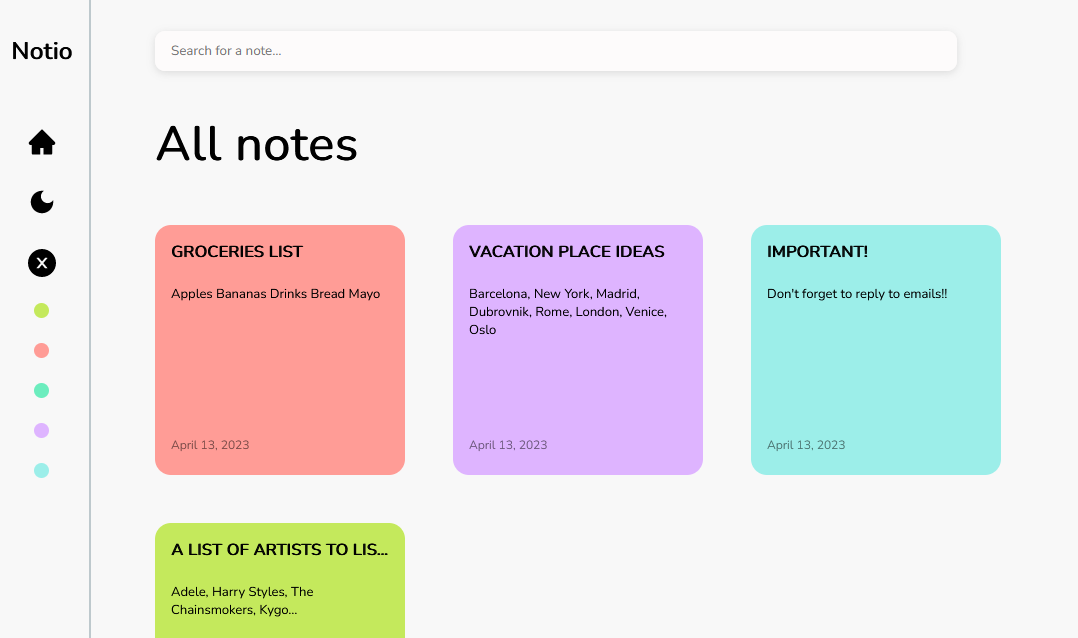 Notio
Search for a note...
All notes
GROCERIES LIST
Apples Bananas Drinks Bread Mayo
April 13, 2023
VACATION PLACE IDEAS
Barcelona, New York, Madrid,
Dubrovnik, Rome, London, Venice,
Oslo
April 13, 2023
IMPORTANT!
Don't forget to reply to emails!!
April 13, 2023
A LIST OF ARTISTS TO LIS...
Adele, Harry Styles, The
Chainsmokers, Kygo...